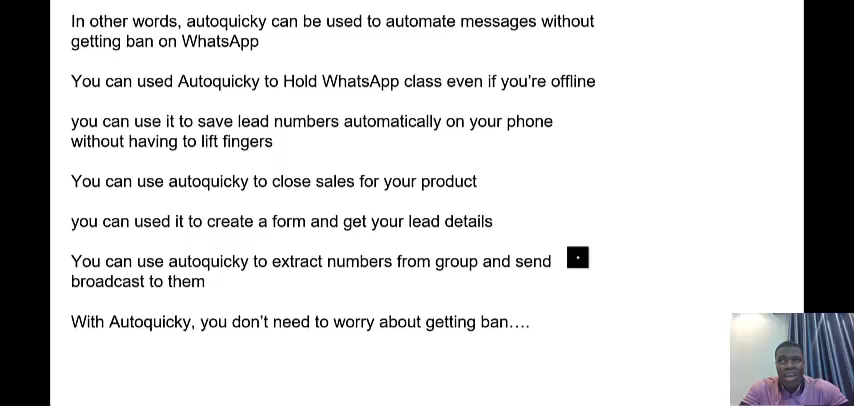 In other words, autoquicky can be used to automate messages without
getting ban on WhatsApp
You can used Autoquicky to Hold WhatsApp class even if you're offline
you can use it to save lead numbers automatically on your phone
without having to lift fingers
You can use autoquicky to close sales for your product
you can used it to create a form and get your lead details
You can use autoquicky to extract numbers from group and send
broadcast to them
With Autoquicky, you don't need to worry about getting ban….